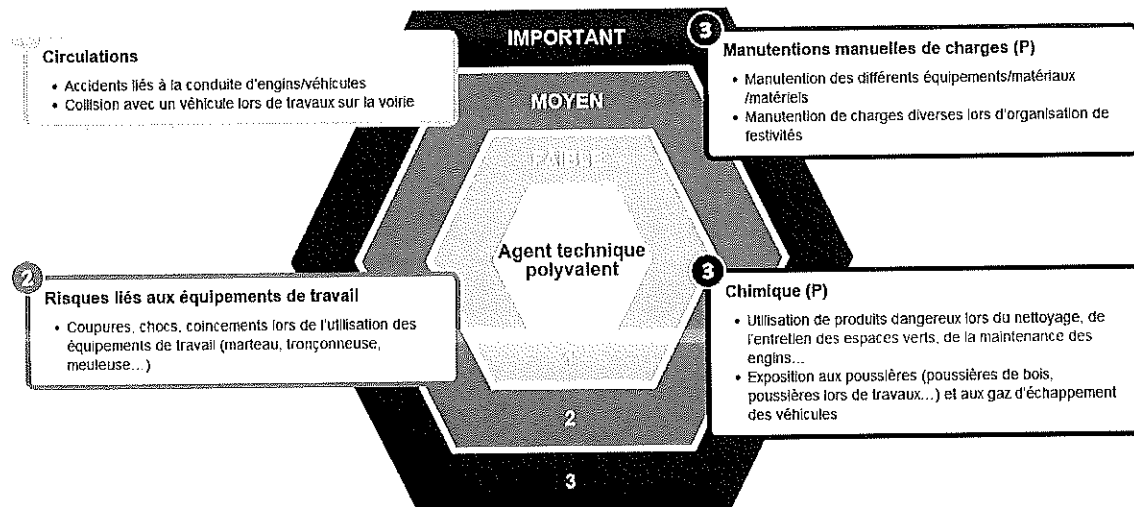 IMPORTANT
MOYEN
FAIBLE
Agent technique
polyvalent
2
3
Circulations
• Accidents liés à la conduite d'engins/véhicules
• Collision avec un véhicule lors de travaux sur la voirie
3
Manutentions manuelles de charges (P)
• Manutention des différents équipements/matériaux
/matériels
• Manutention de charges diverses lors d'organisation de
festivités
2
Risques liés aux équipements de travail
• Coupures, chocs, coincements lors de l'utilisation des
équipements de travail (marteau, tronçonneuse,
meuleuse...)
3
Chimique (P)
• Utilisation de produits dangereux lors du nettoyage, de
l'entretien des espaces verts, de la maintenance des
engins...
• Exposition aux poussières (poussières de bois,
poussières lors de travaux...) et aux gaz d'échappement
des véhicules